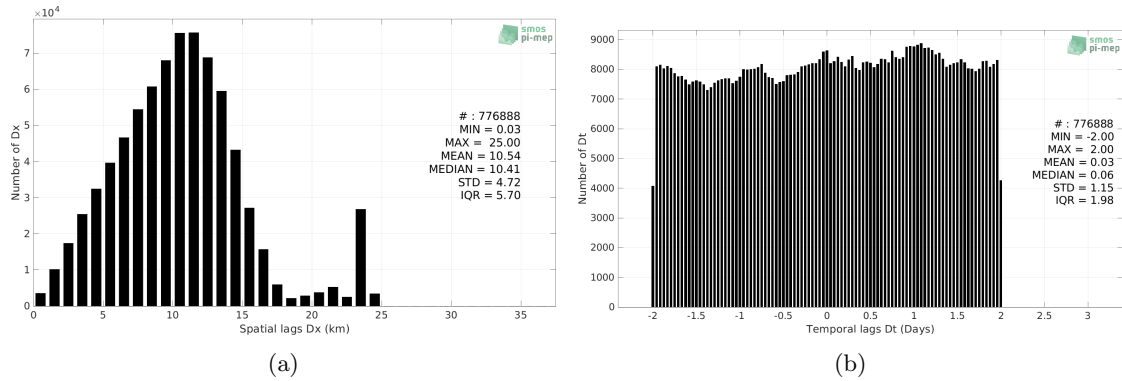 ×10⁴
7
6
5
4
3
2
1
0
Number of Dx
smos
pi-mep
# : 776888
MIN = 0.03
MAX = 25.00
MEAN = 10.54
MEDIAN = 10.41
STD = 4.72
IQR = 5.70
0 5 10 15 20 25 30 35
Spatial lags Dx (km)
(a)
9000
8000
7000
6000
5000
4000
3000
2000
1000
0
Number of Dt
smos
pi-mep
# : 776888
MIN = -2.00
MAX = 2.00
MEAN = 0.03
MEDIAN = 0.06
STD = 1.15
IQR = 1.98
-2 -1.5 -1 -0.5 0 0.5 1 1.5 2 2.5 3
Temporal lags Dt (Days)
(b)